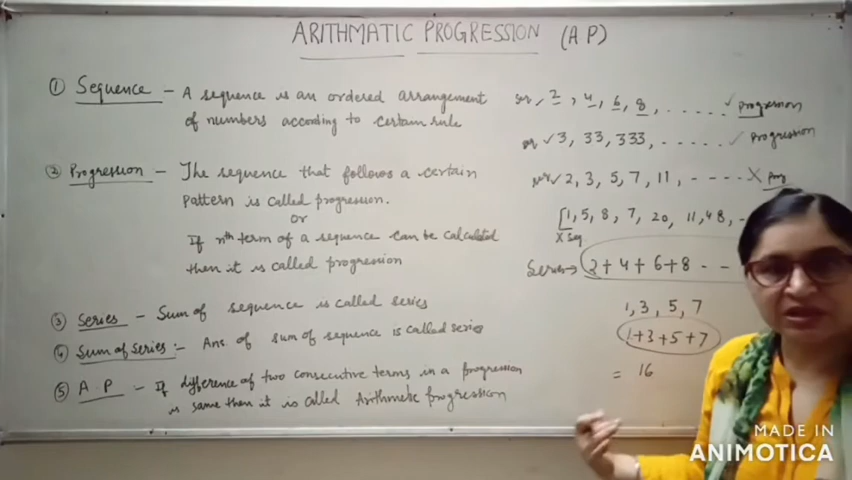 ARITHMATIC PROGRESSION (A P)
① Sequence - A sequence is an ordered arrangement
of numbers according to certain rule
② Progression - The sequence that follows a certain
Pattern is called progression.
or
If nth term of a sequence can be calculated
then it is called progression
③ Series - Sum of sequence is called series
④ Sum of series :- Ans. of sum of sequence is called series
⑤ A.P - If difference of two consecutive terms in a progression
is same then it is called Arithmetic progression
2, 4, 6, 8, ...... ✓ Progression
✓ 3, 33, 333, ...... ✓ Progression
✓ 2, 3, 5, 7, 11, - - - - X Prog
[1, 5, 8, 7, 20, 11, 48,
X Seq
Series → 2+4+6+8 - -
1, 3, 5, 7
1+3+5+7
= 16
MADE IN
ANIMOTICA